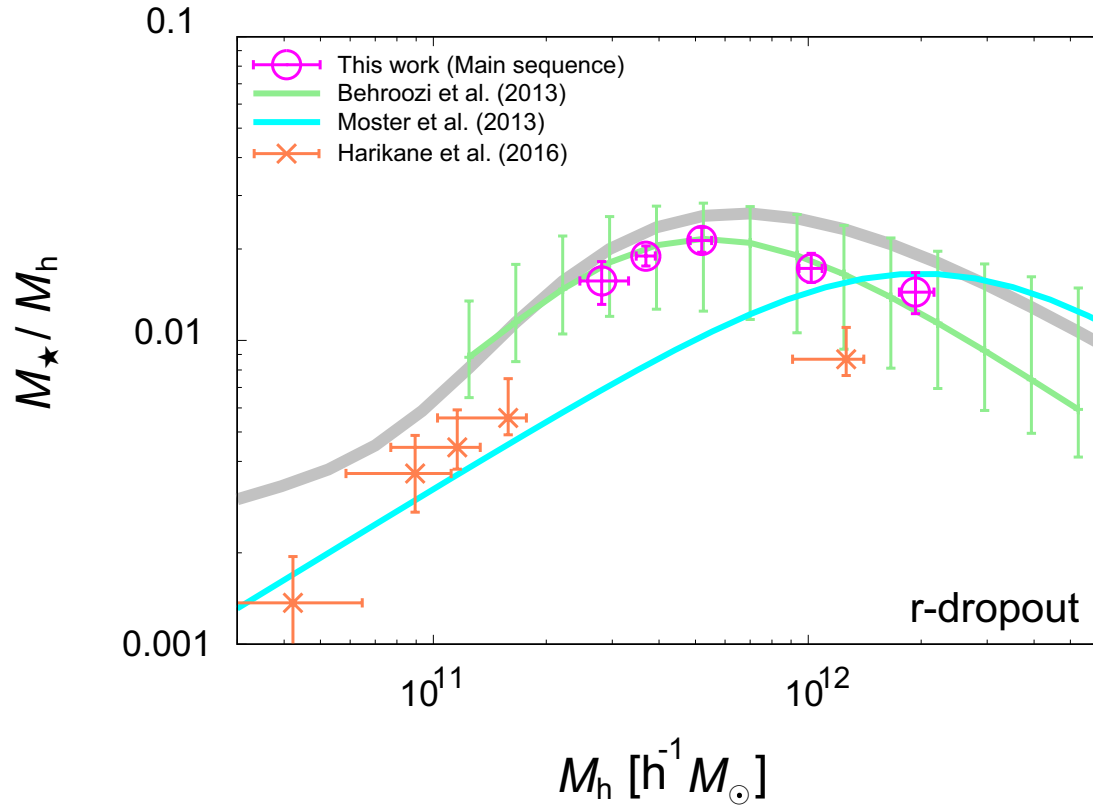 0.1
This work (Main sequence)
Behroozi et al. (2013)
Moster et al. (2013)
Harikane et al. (2016)
M★ / Mh
0.01
0.001
r-dropout
10¹¹
10¹²
Mh [h⁻¹ M☉]